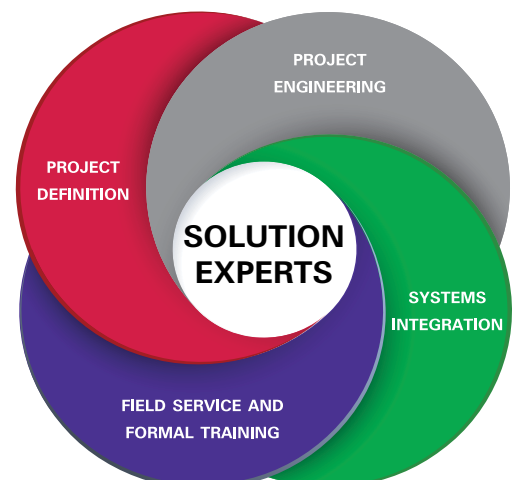 PROJECT
ENGINEERING
PROJECT
DEFINITION
SOLUTION
EXPERTS
SYSTEMS
INTEGRATION
FIELD SERVICE AND
FORMAL TRAINING